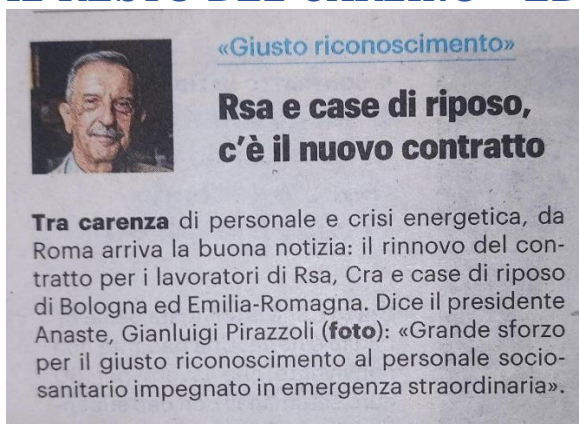 «Giusto riconoscimento»
Rsa e case di riposo,
c'è il nuovo contratto
Tra carenza di personale e crisi energetica, da
Roma arriva la buona notizia: il rinnovo del con-
tratto per i lavoratori di Rsa, Cra e case di riposo
di Bologna ed Emilia-Romagna. Dice il presidente
Anaste, Gianluigi Pirazzoli (foto): «Grande sforzo
per il giusto riconoscimento al personale socio-
sanitario impegnato in emergenza straordinaria».